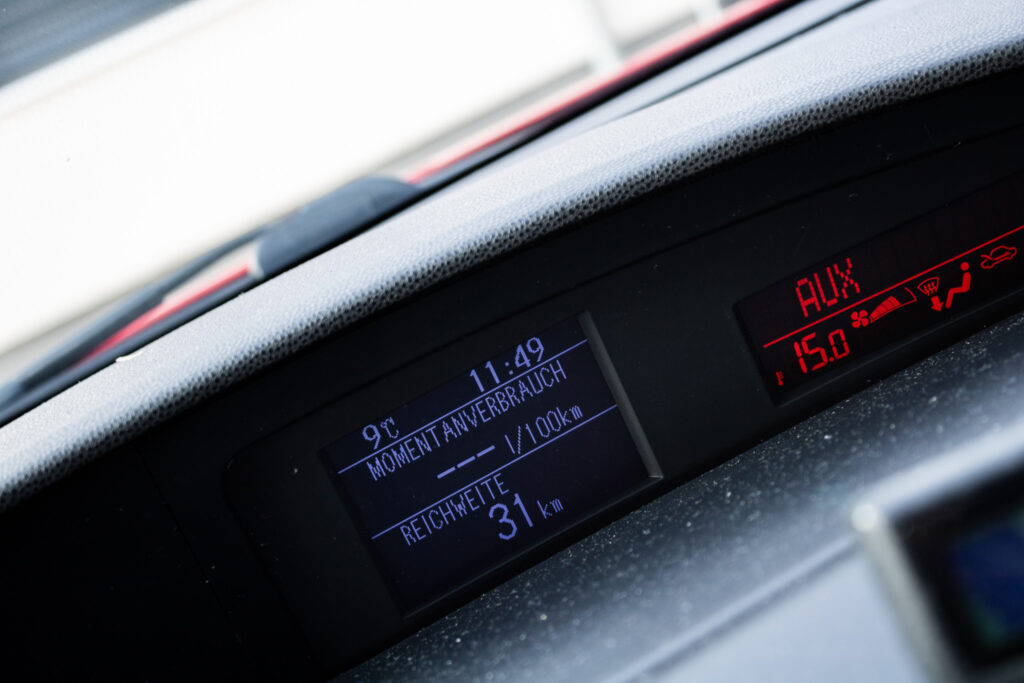 9℃ 11:49
MOMENTANVERBRAUCH
--- l/100km
REICHWEITE
31 km
AUX
15.0